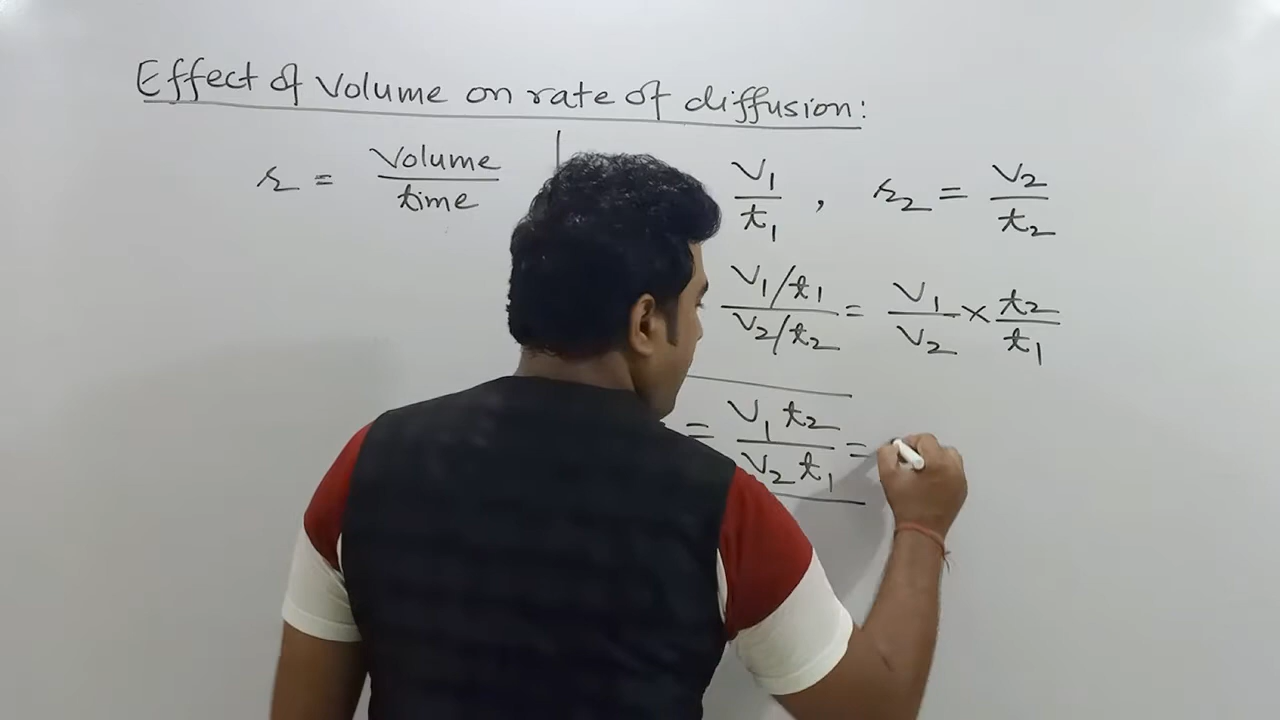 Effect of Volume on rate of diffusion:
r = Volume / time
V1 / t1 , r2 = V2 / t2
V1/t1 / V2/t2 = V1 / V2 × t2 / t1
= V1 t2 / V2 t1 =